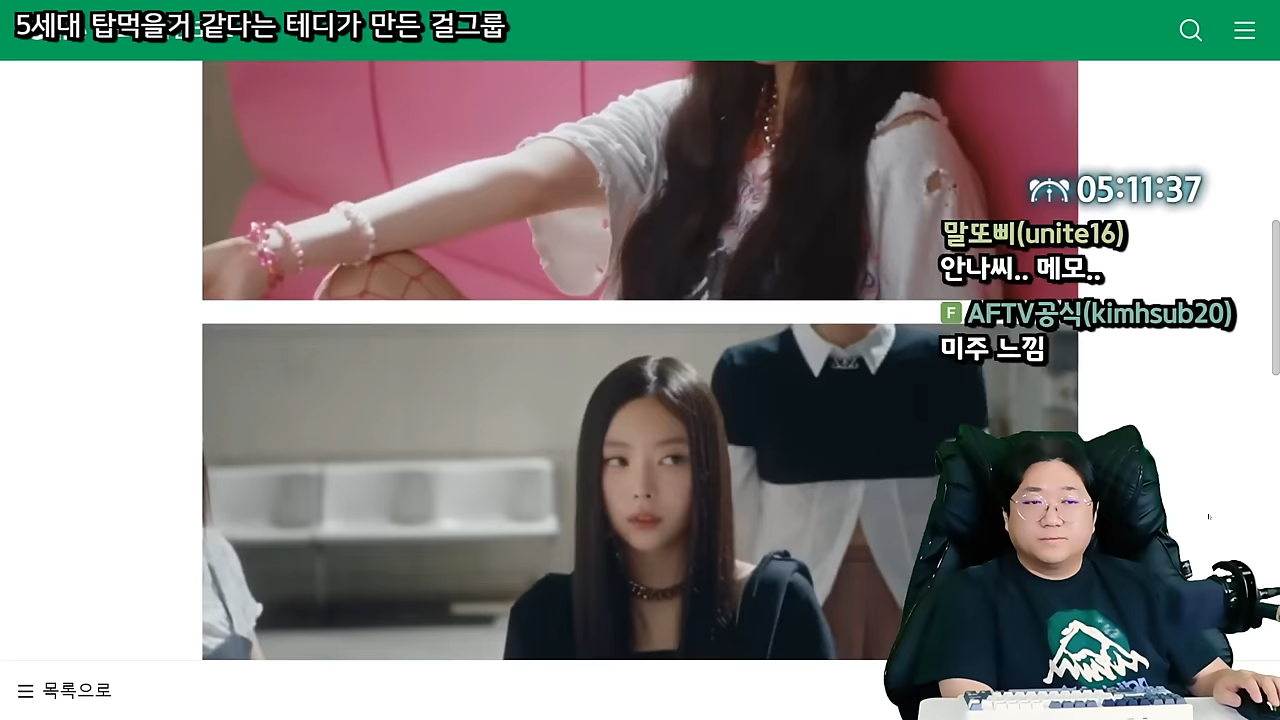 5세대 탑먹을거 같다는 테디가 만든 걸그룹
05:11:37
말또삐(unite16)
안나씨.. 메모..
F AFTV공식(kimhsub20)
미주 느낌
목록으로